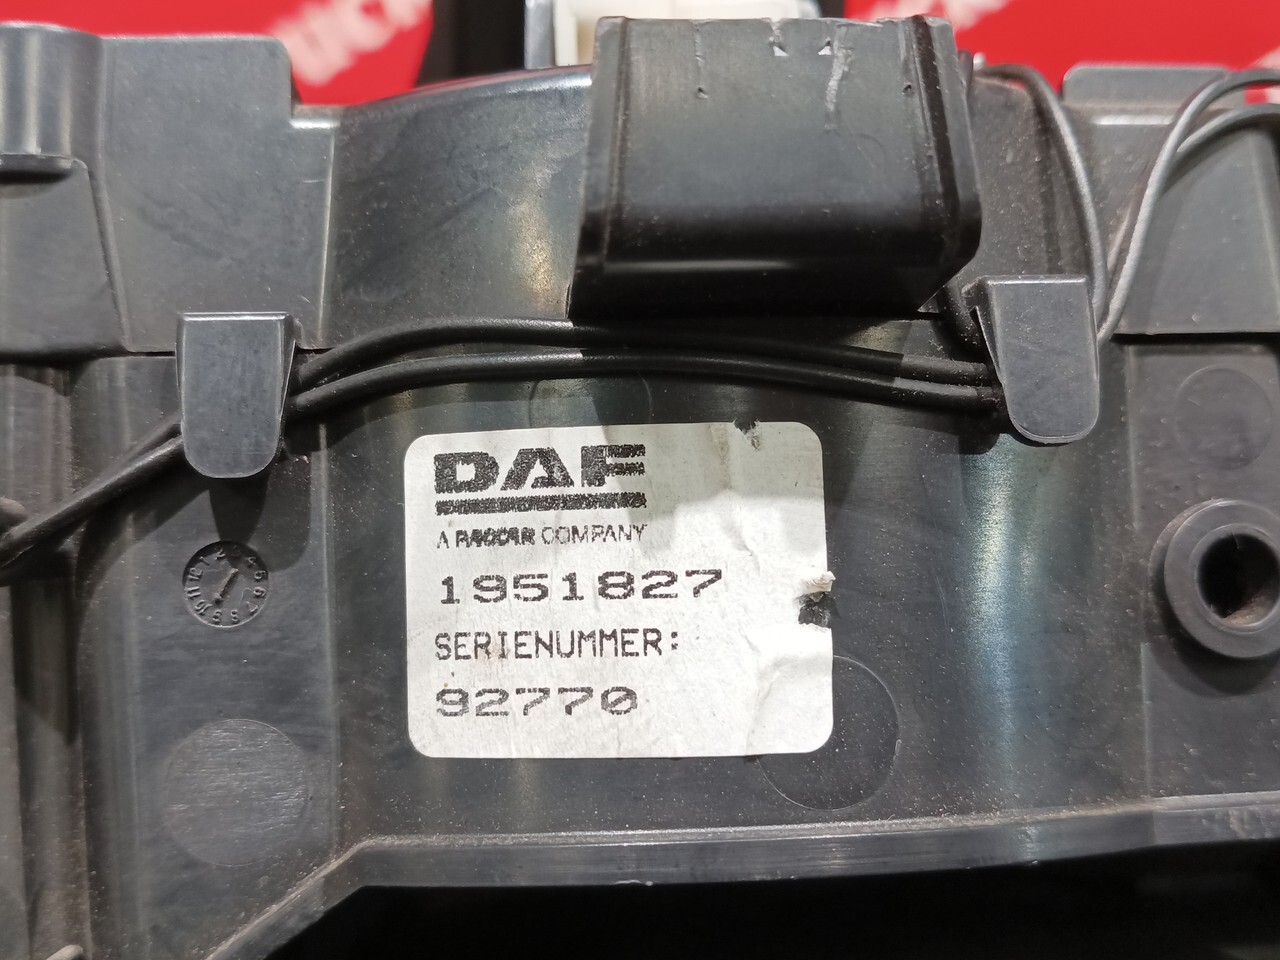 DAF
A PACCAR COMPANY
1951827
SERIENUMMER:
92770